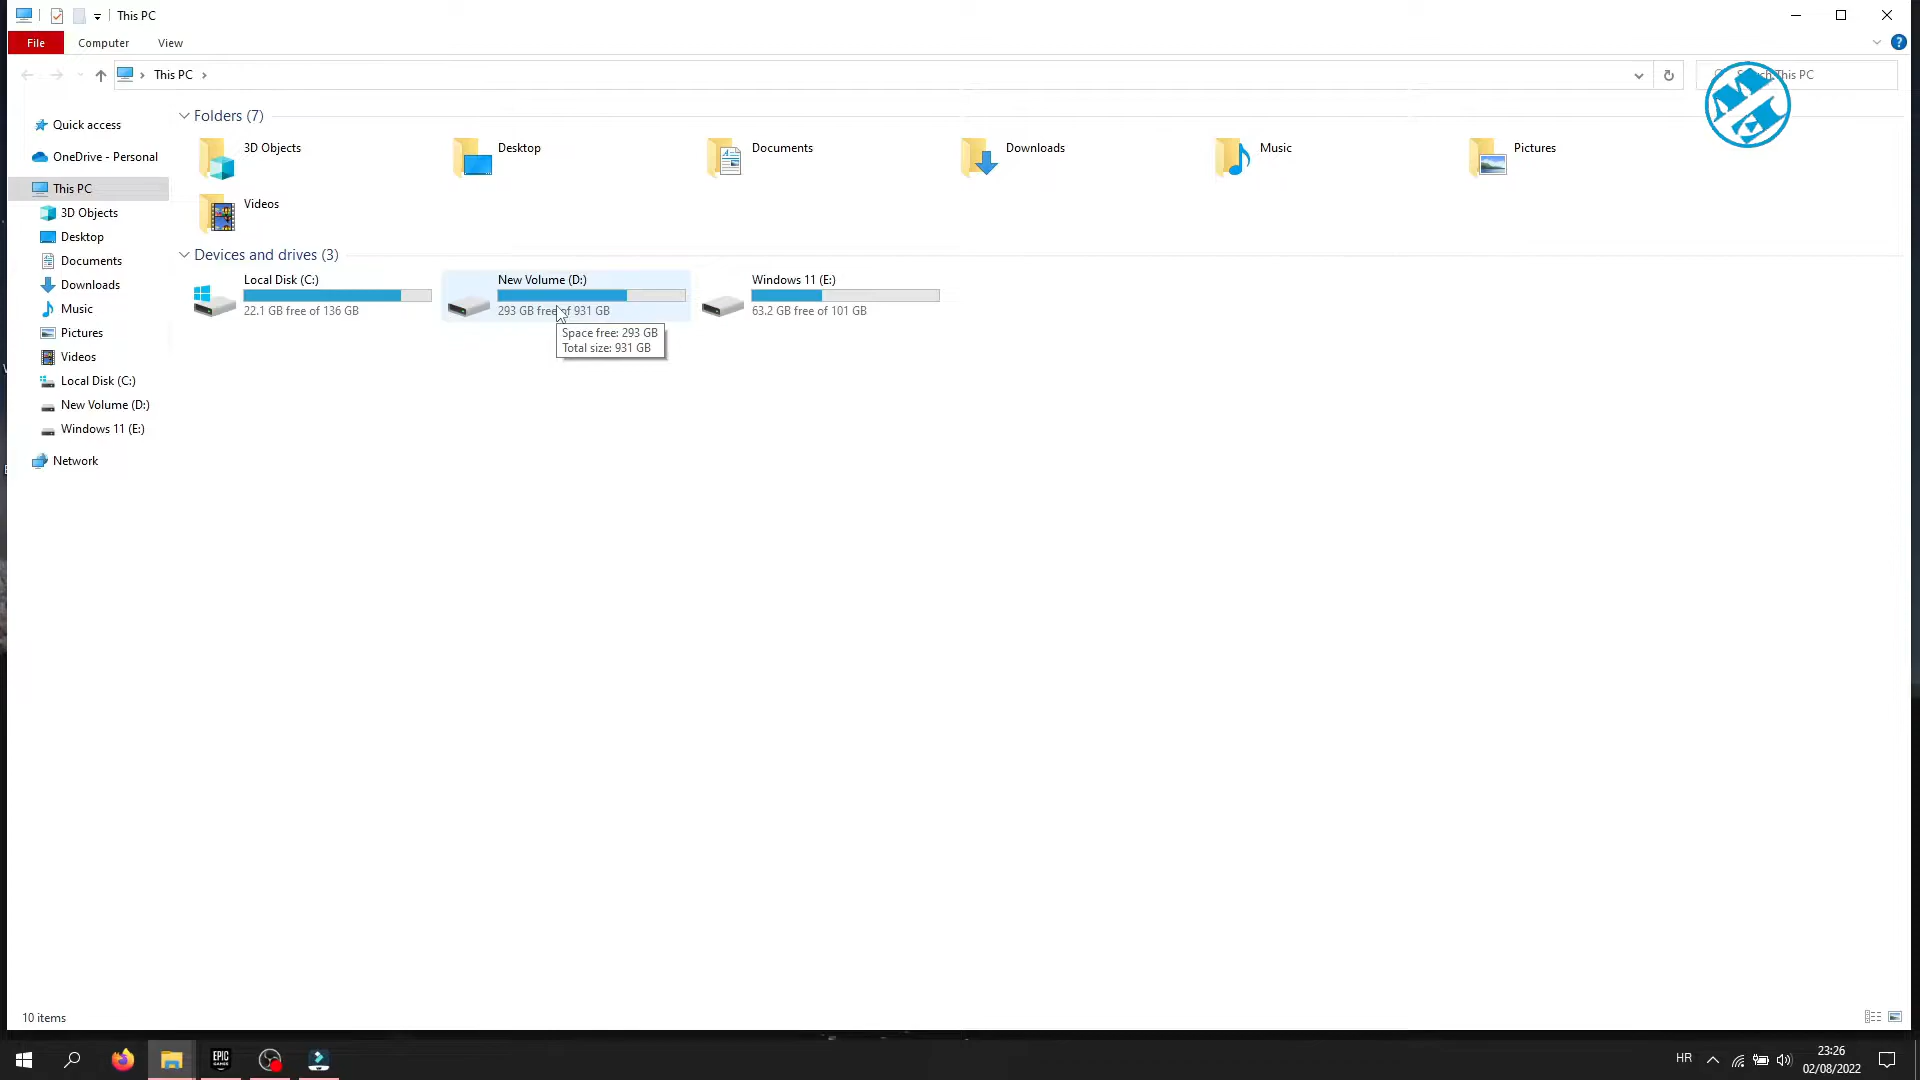 This PC
File Computer View
This PC
This PC
Quick access
OneDrive - Personal
This PC
3D Objects
Desktop
Documents
Downloads
Music
Pictures
Videos
Local Disk (C:)
New Volume (D:)
Windows 11 (E:)
Network
Folders (7)
3D Objects
Desktop
Documents
Downloads
Music
Pictures
Videos
Devices and drives (3)
Local Disk (C:)
22.1 GB free of 136 GB
New Volume (D:)
293 GB free of 931 GB
Windows 11 (E:)
63.2 GB free of 101 GB
Space free: 293 GB
Total size: 931 GB
10 items
EPIC
GAMES
HR
23:26
02/08/2022